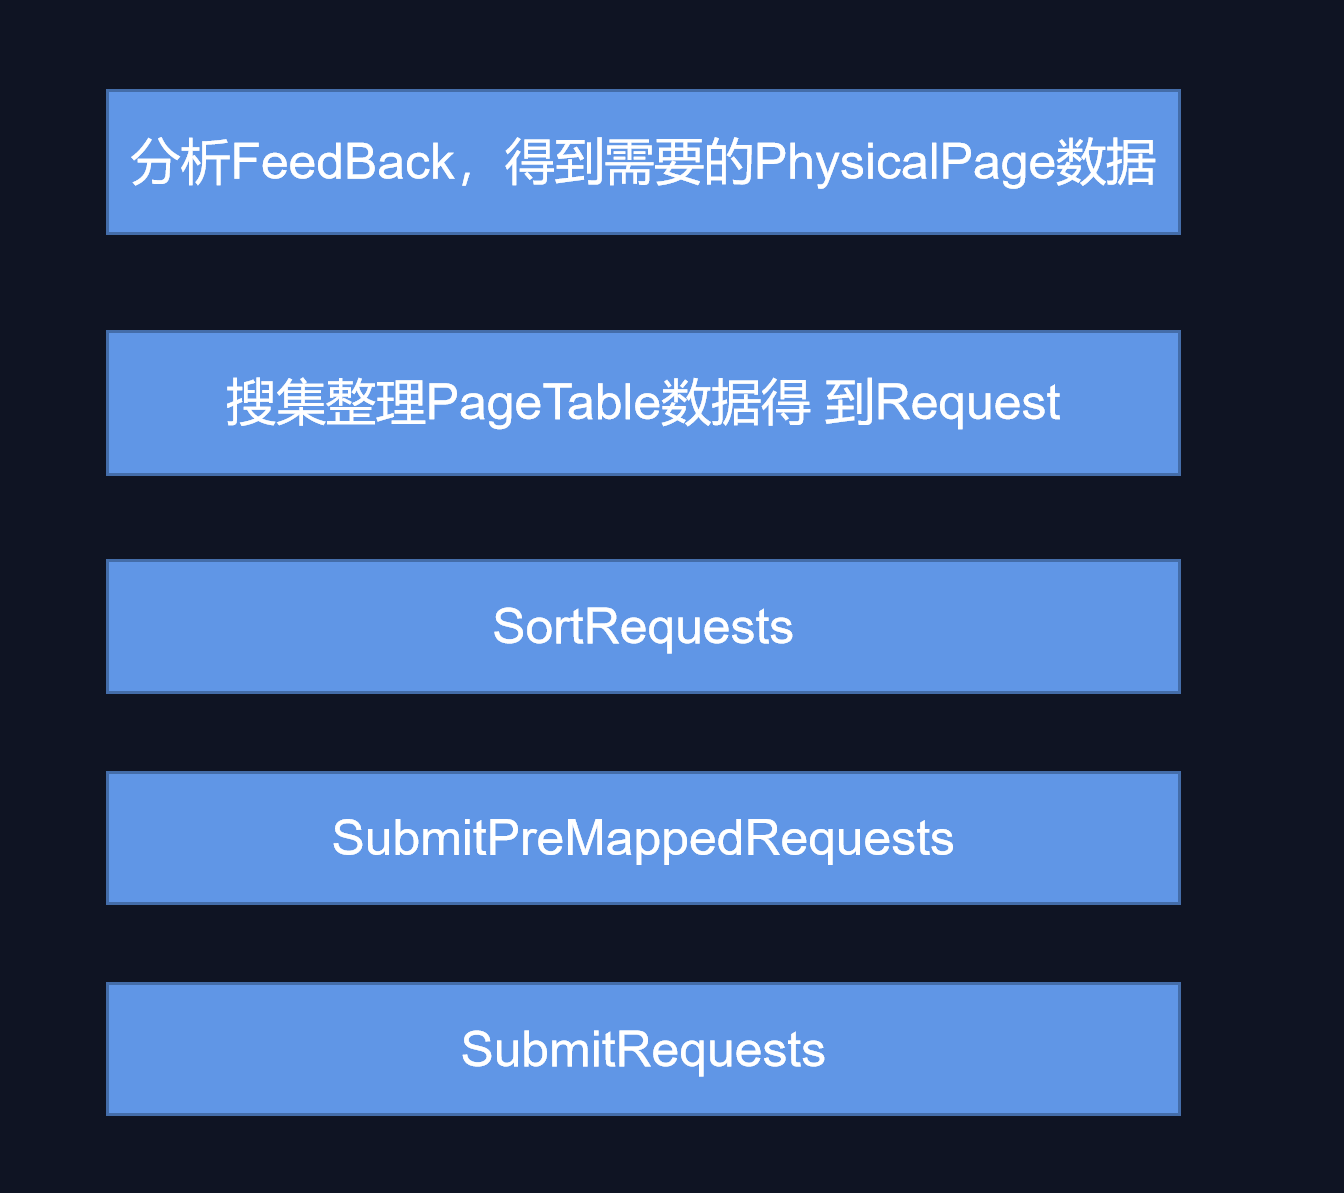 分析FeedBack，得到需要的PhysicalPage数据
搜集整理PageTable数据得 到Request
SortRequests
SubmitPreMappedRequests
SubmitRequests